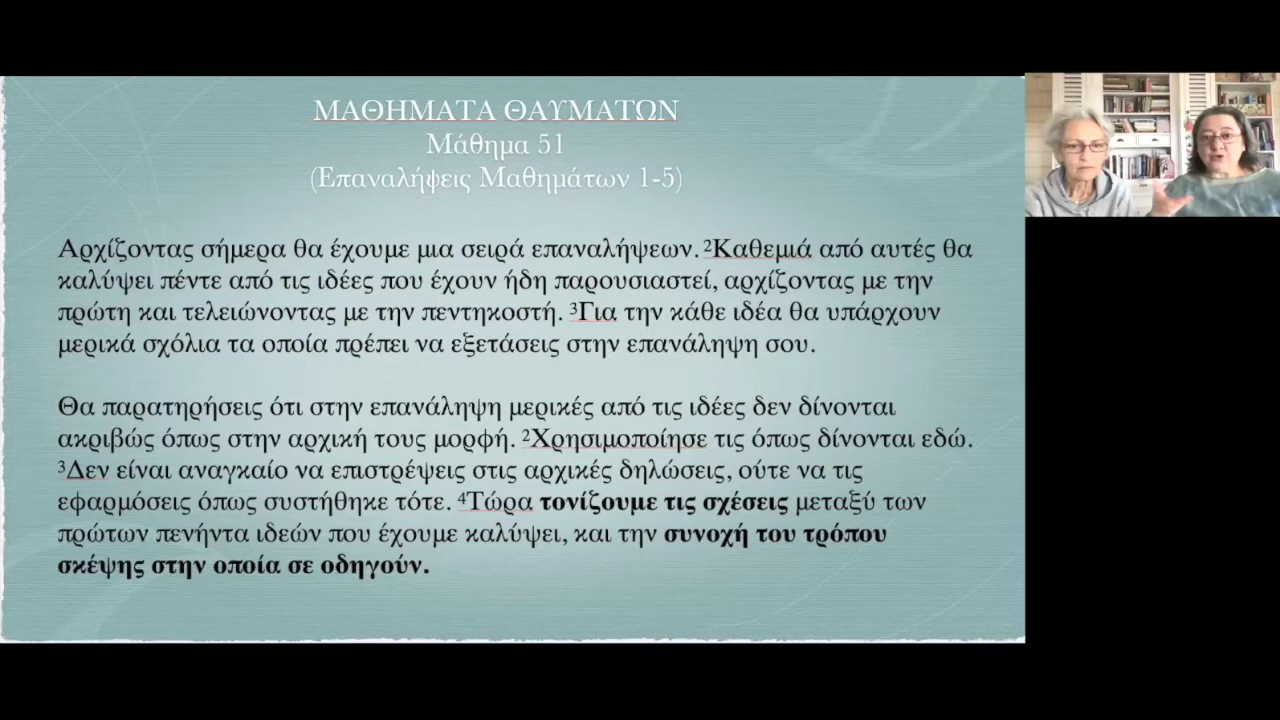 ΜΑΘΗΜΑΤΑ ΘΑΥΜΑΤΩΝ
Μάθημα 51
(Επαναλήψεις Μαθημάτων 1-5)
Αρχίζοντας σήμερα θα έχουμε μια σειρά επαναλήψεων. ²Καθεμιά από αυτές θα
καλύψει πέντε από τις ιδέες που έχουν ήδη παρουσιαστεί, αρχίζοντας με την
πρώτη και τελειώνοντας με την πεντηκοστή. ³Για την κάθε ιδέα θα υπάρχουν
μερικά σχόλια τα οποία πρέπει να εξετάσεις στην επανάληψη σου.
Θα παρατηρήσεις ότι στην επανάληψη μερικές από τις ιδέες δεν δίνονται
ακριβώς όπως στην αρχική τους μορφή. ²Χρησιμοποίησε τις όπως δίνονται εδώ.
³Δεν είναι αναγκαίο να επιστρέψεις στις αρχικές δηλώσεις, ούτε να τις
εφαρμόσεις όπως συστήθηκε τότε. ⁴Τώρα τονίζουμε τις σχέσεις μεταξύ των
πρώτων πενήντα ιδεών που έχουμε καλύψει, και την συνοχή του τρόπου
σκέψης στην οποία σε οδηγούν.